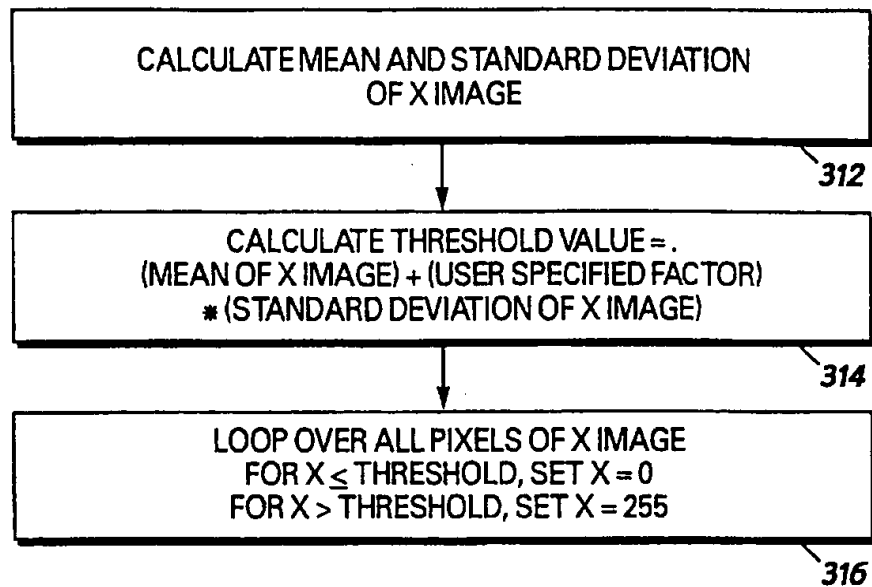 CALCULATE MEAN AND STANDARD DEVIATION
OF X IMAGE
312
CALCULATE THRESHOLD VALUE = .
(MEAN OF X IMAGE) + (USER SPECIFIED FACTOR)
* (STANDARD DEVIATION OF X IMAGE)
314
LOOP OVER ALL PIXELS OF X IMAGE
FOR X ≤ THRESHOLD, SET X = 0
FOR X > THRESHOLD, SET X = 255
316